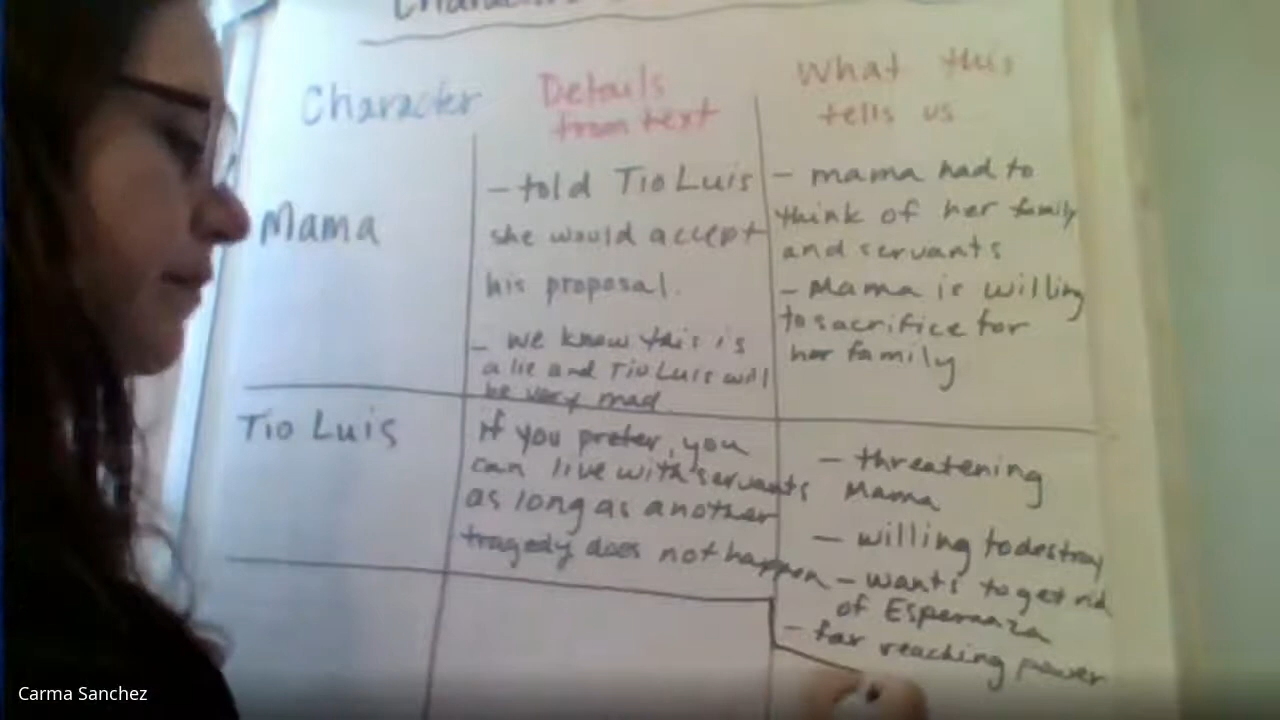 Character
Details
from text
What this
tells us
Mama
- told Tio Luis
she would accept
his proposal.
- we know this is
a lie and Tio Luis will
be very mad.
- mama had to
think of her family
and servants
- Mama is willing
to sacrifice for
her family
Tio Luis
If you prefer, you
can live with servants
as long as another
tragedy does not happen
- threatening
Mama
- willing to destroy
- wants to get rid
of Esperanza
- far reaching power
Carma Sanchez